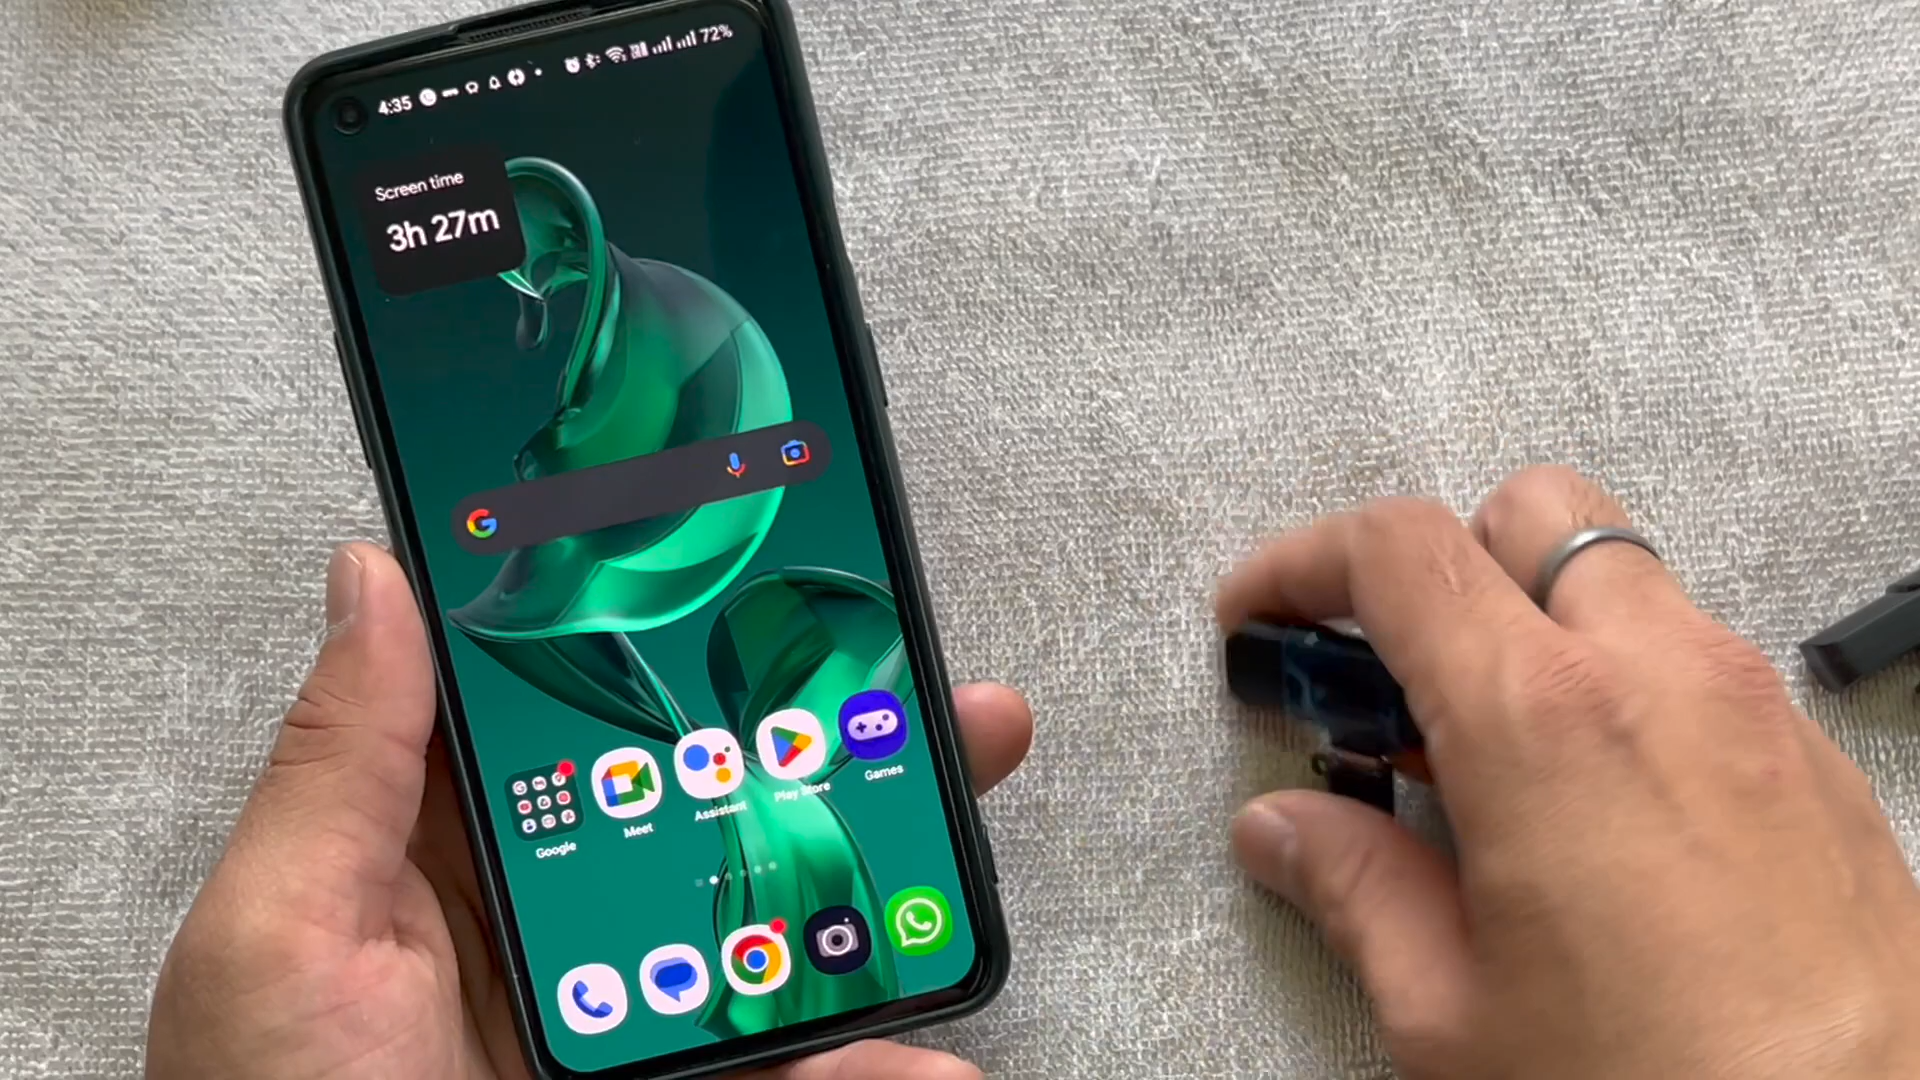 4:35 72%
Screen time
3h 27m
Google
Meet
Assistant
Play Store
Games